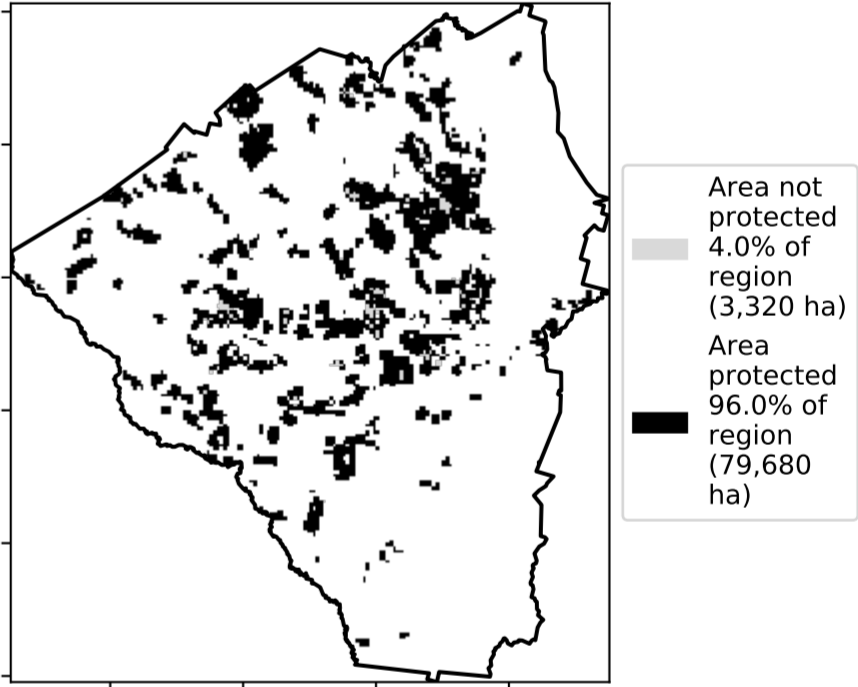 Area not
protected
4.0% of
region
(3,320 ha)
Area
protected
96.0% of
region
(79,680
ha)